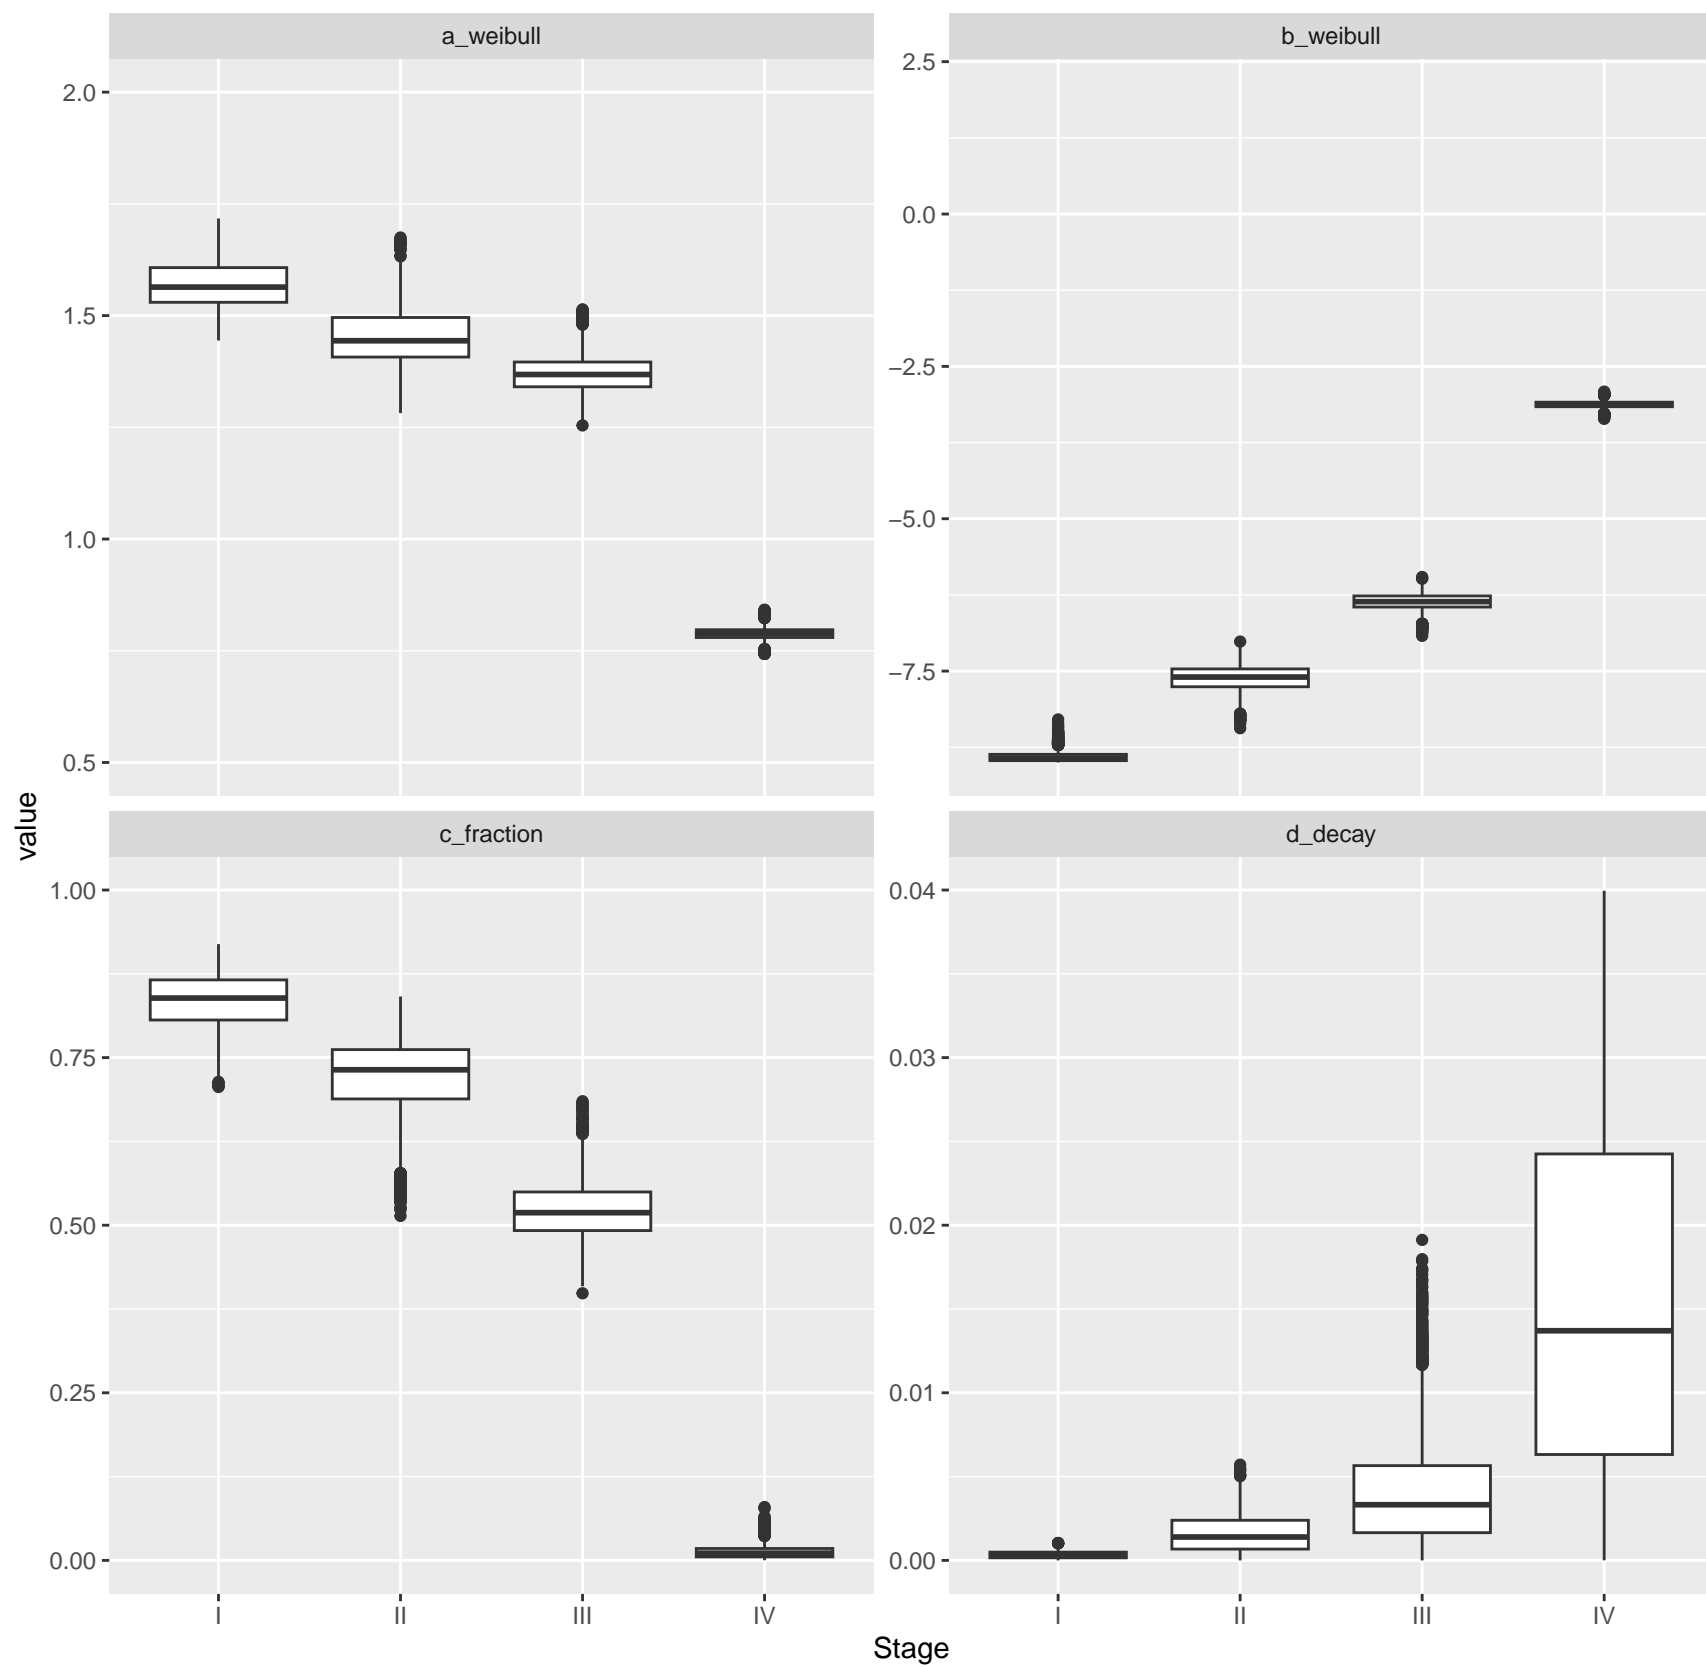 a_weibull
b_weibull
2.0
1.5
1.0
0.5
2.5
0.0
−2.5
−5.0
−7.5
value
c_fraction
d_decay
1.00
0.75
0.50
0.25
0.00
0.04
0.03
0.02
0.01
0.00
I II III IV
I II III IV
Stage